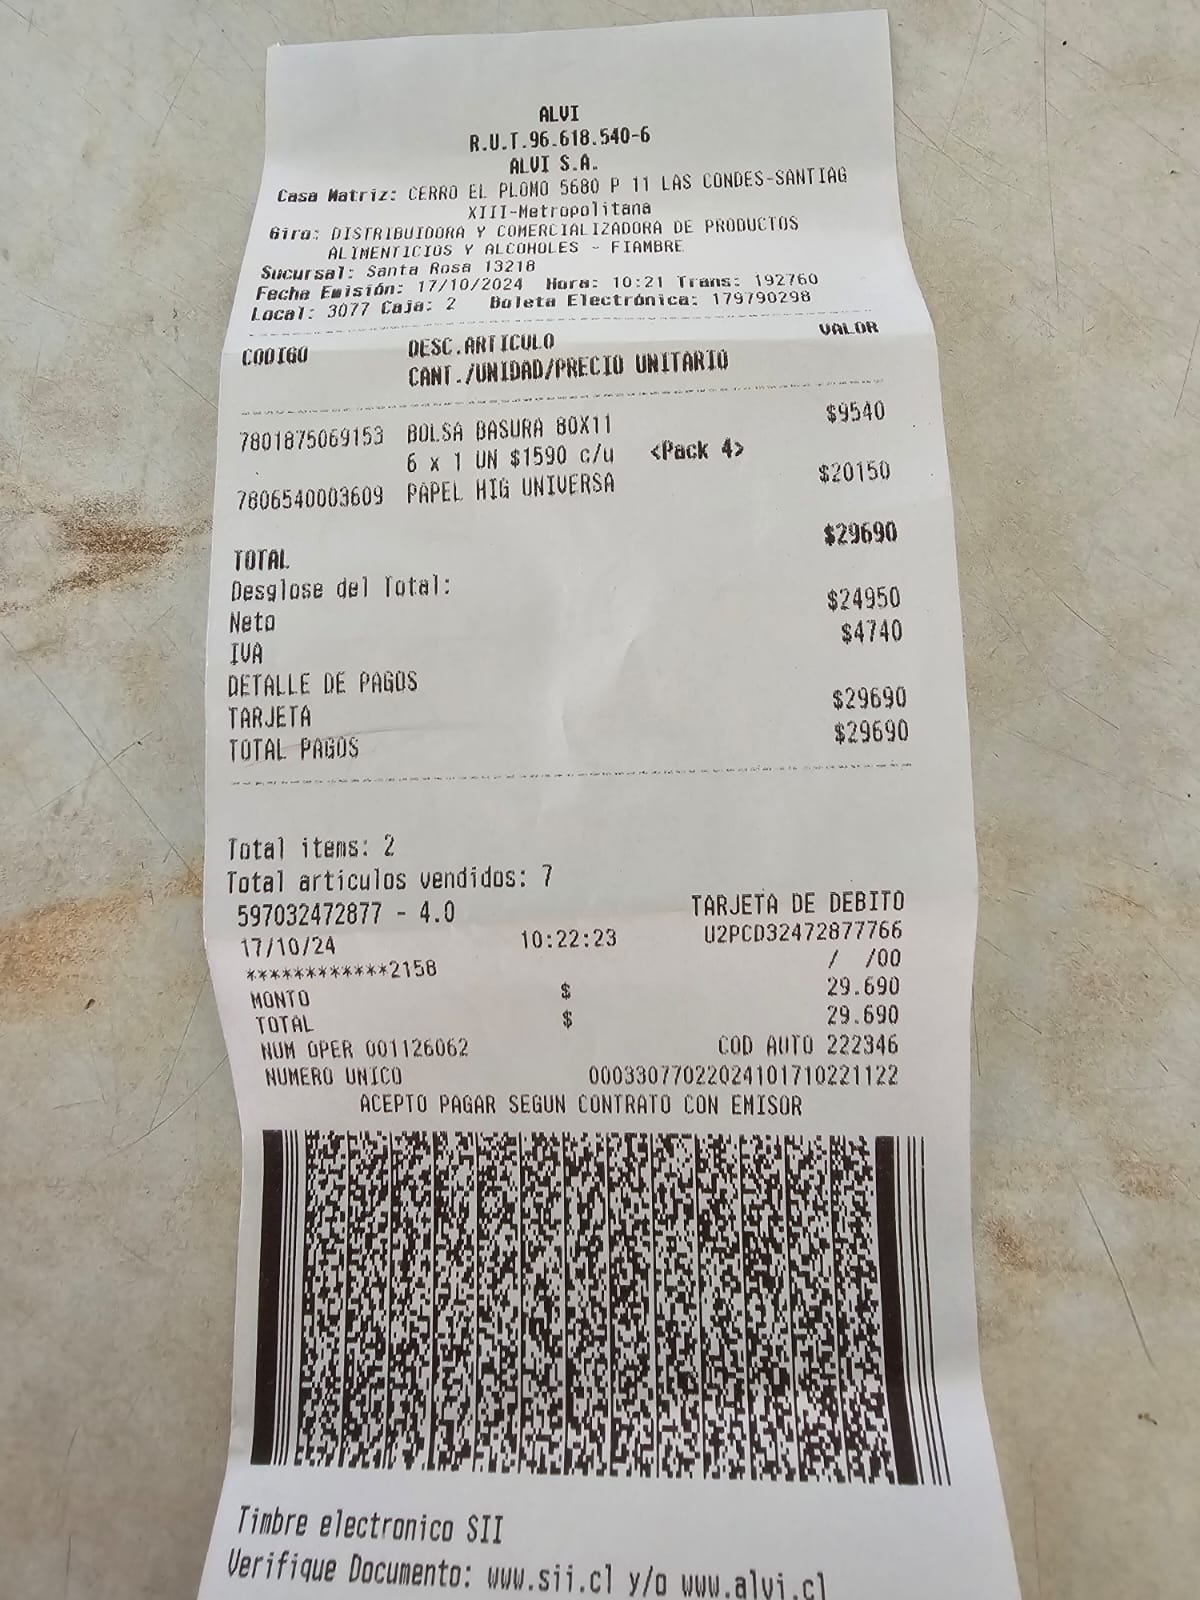 ALVI
R.U.T.96.618.540-6
ALVI S.A.
Casa Matriz: CERRO EL PLOMO 5680 P 11 LAS CONDES-SANTIAG
XIII-Metropolitana
Giro: DISTRIBUIDORA Y COMERCIALIZADORA DE PRODUCTOS
ALIMENTICIOS Y ALCOHOLES - FIAMBRE
Sucursal: Santa Rosa 13218
Fecha Emisión: 17/10/2024 Hora: 10:21 Trans: 192760
Local: 3077 Caja: 2 Boleta Electrónica: 179790298
CODIGO DESC.ARTICULO VALOR
CANT./UNIDAD/PRECIO UNITARIO
7801875069153 BOLSA BASURA 80X11 $9540
6 x 1 UN $1590 c/u <Pack 4>
7806540003609 PAPEL HIG UNIVERSA $20150
TOTAL $29690
Desglose del Total:
Neto $24950
IVA $4740
DETALLE DE PAGOS
TARJETA $29690
TOTAL PAGOS $29690
Total items: 2
Total articulos vendidos: 7
597032472877 - 4.0 TARJETA DE DEBITO
17/10/24 10:22:23 U2PCD32472877766
************2158 / /00
MONTO $ 29.690
TOTAL $ 29.690
NUM OPER 001126062 COD AUTO 222346
NUMERO UNICO 00033077022024101710221122
ACEPTO PAGAR SEGUN CONTRATO CON EMISOR
Timbre electronico SII
Verifique Documento: www.sii.cl y/o www.alvi.cl